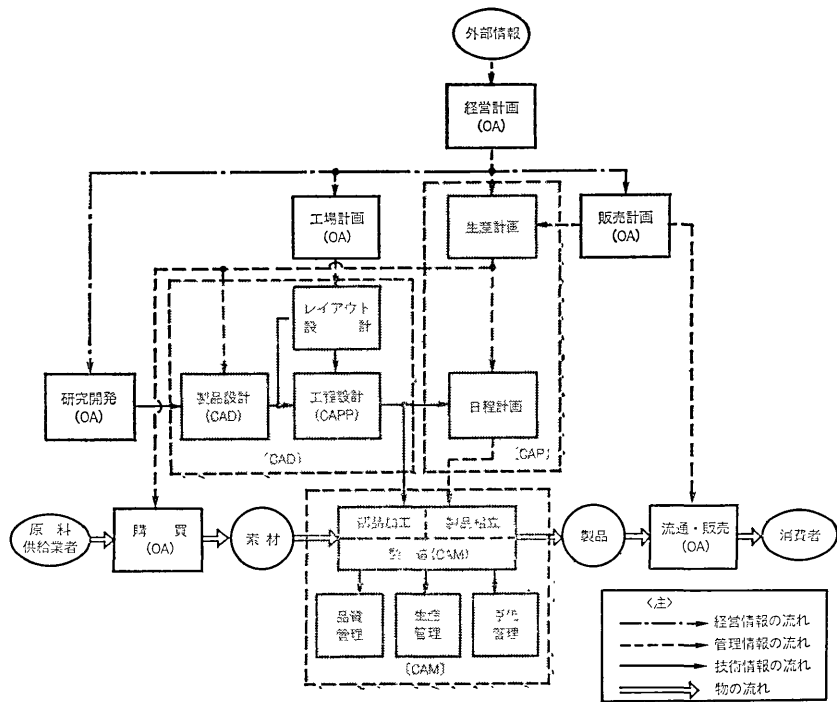 外部情報
経営計画
(OA)
工場計画
(OA)
生産計画
販売計画
(OA)
レイアウト
設 計
研究開発
(OA)
製品設計
(CAD)
工程設計
(CAPP)
日程計画
〔CAD〕
〔CAP〕
部品加工
製品組立
原 料
供給業者
購 買
(OA)
素 材
製 造(CAM)
製品
流通・販売
(OA)
消費者
品質
管理
生産
管理
管理
〔CAM〕
〈注〉
経営情報の流れ
管理情報の流れ
技術情報の流れ
物の流れ